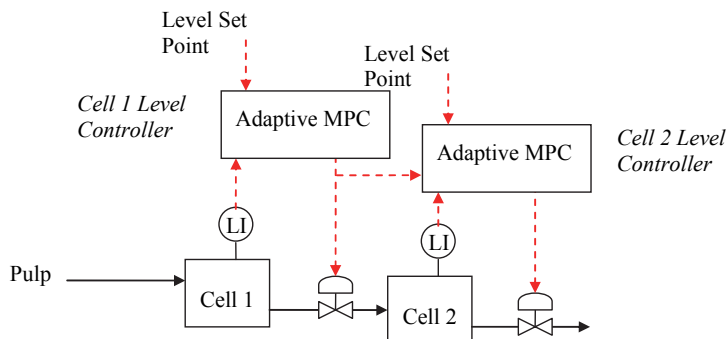 Level Set
Point
Level Set
Point
Cell 1 Level
Controller
Adaptive MPC
Adaptive MPC
Cell 2 Level
Controller
LI
LI
Pulp
Cell 1
Cell 2